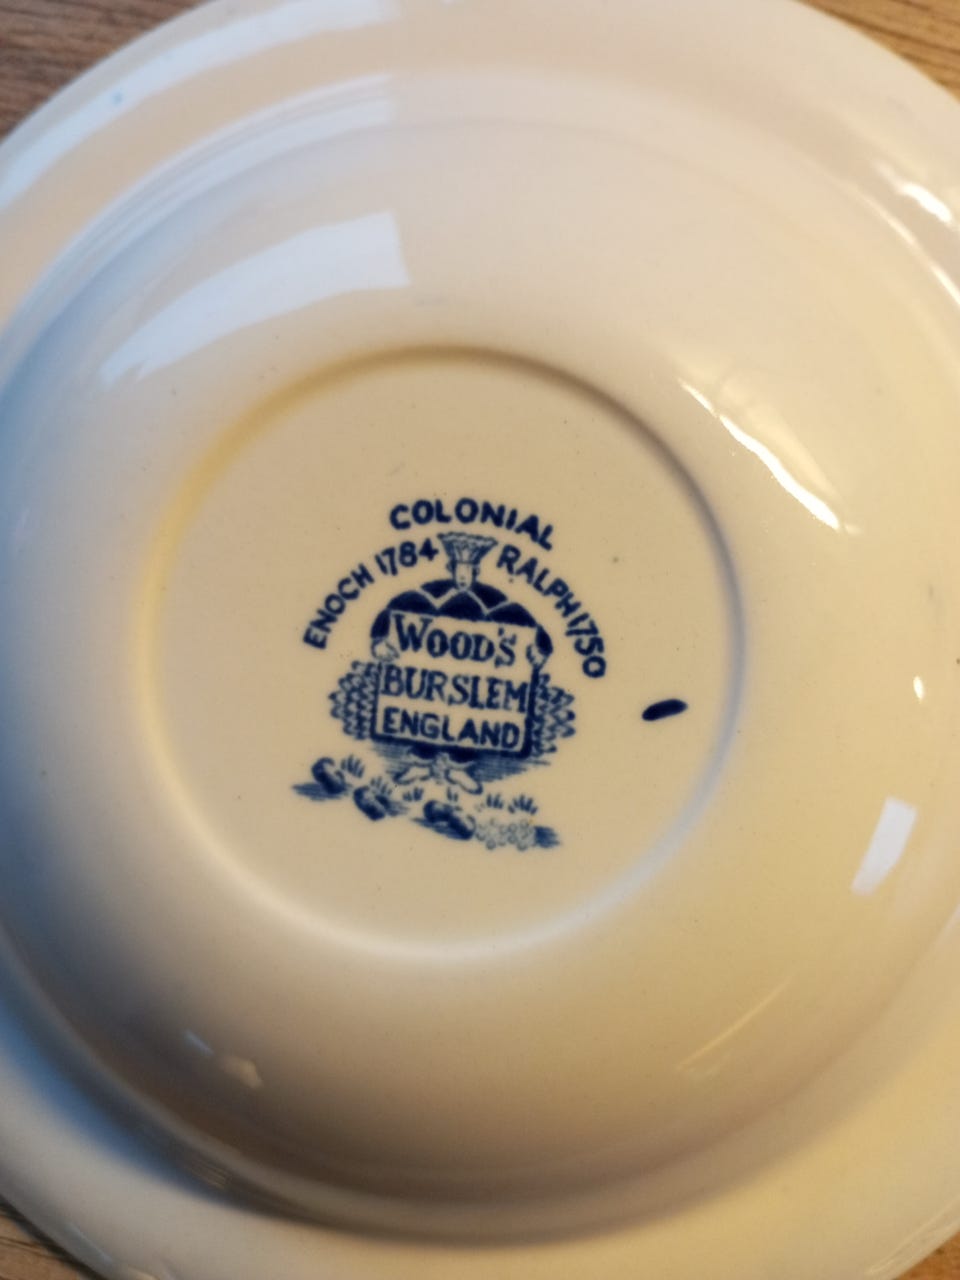 COLONIAL
ENOCH 1784 RALPH 1750
WOOD'S
BURSLEM
ENGLAND